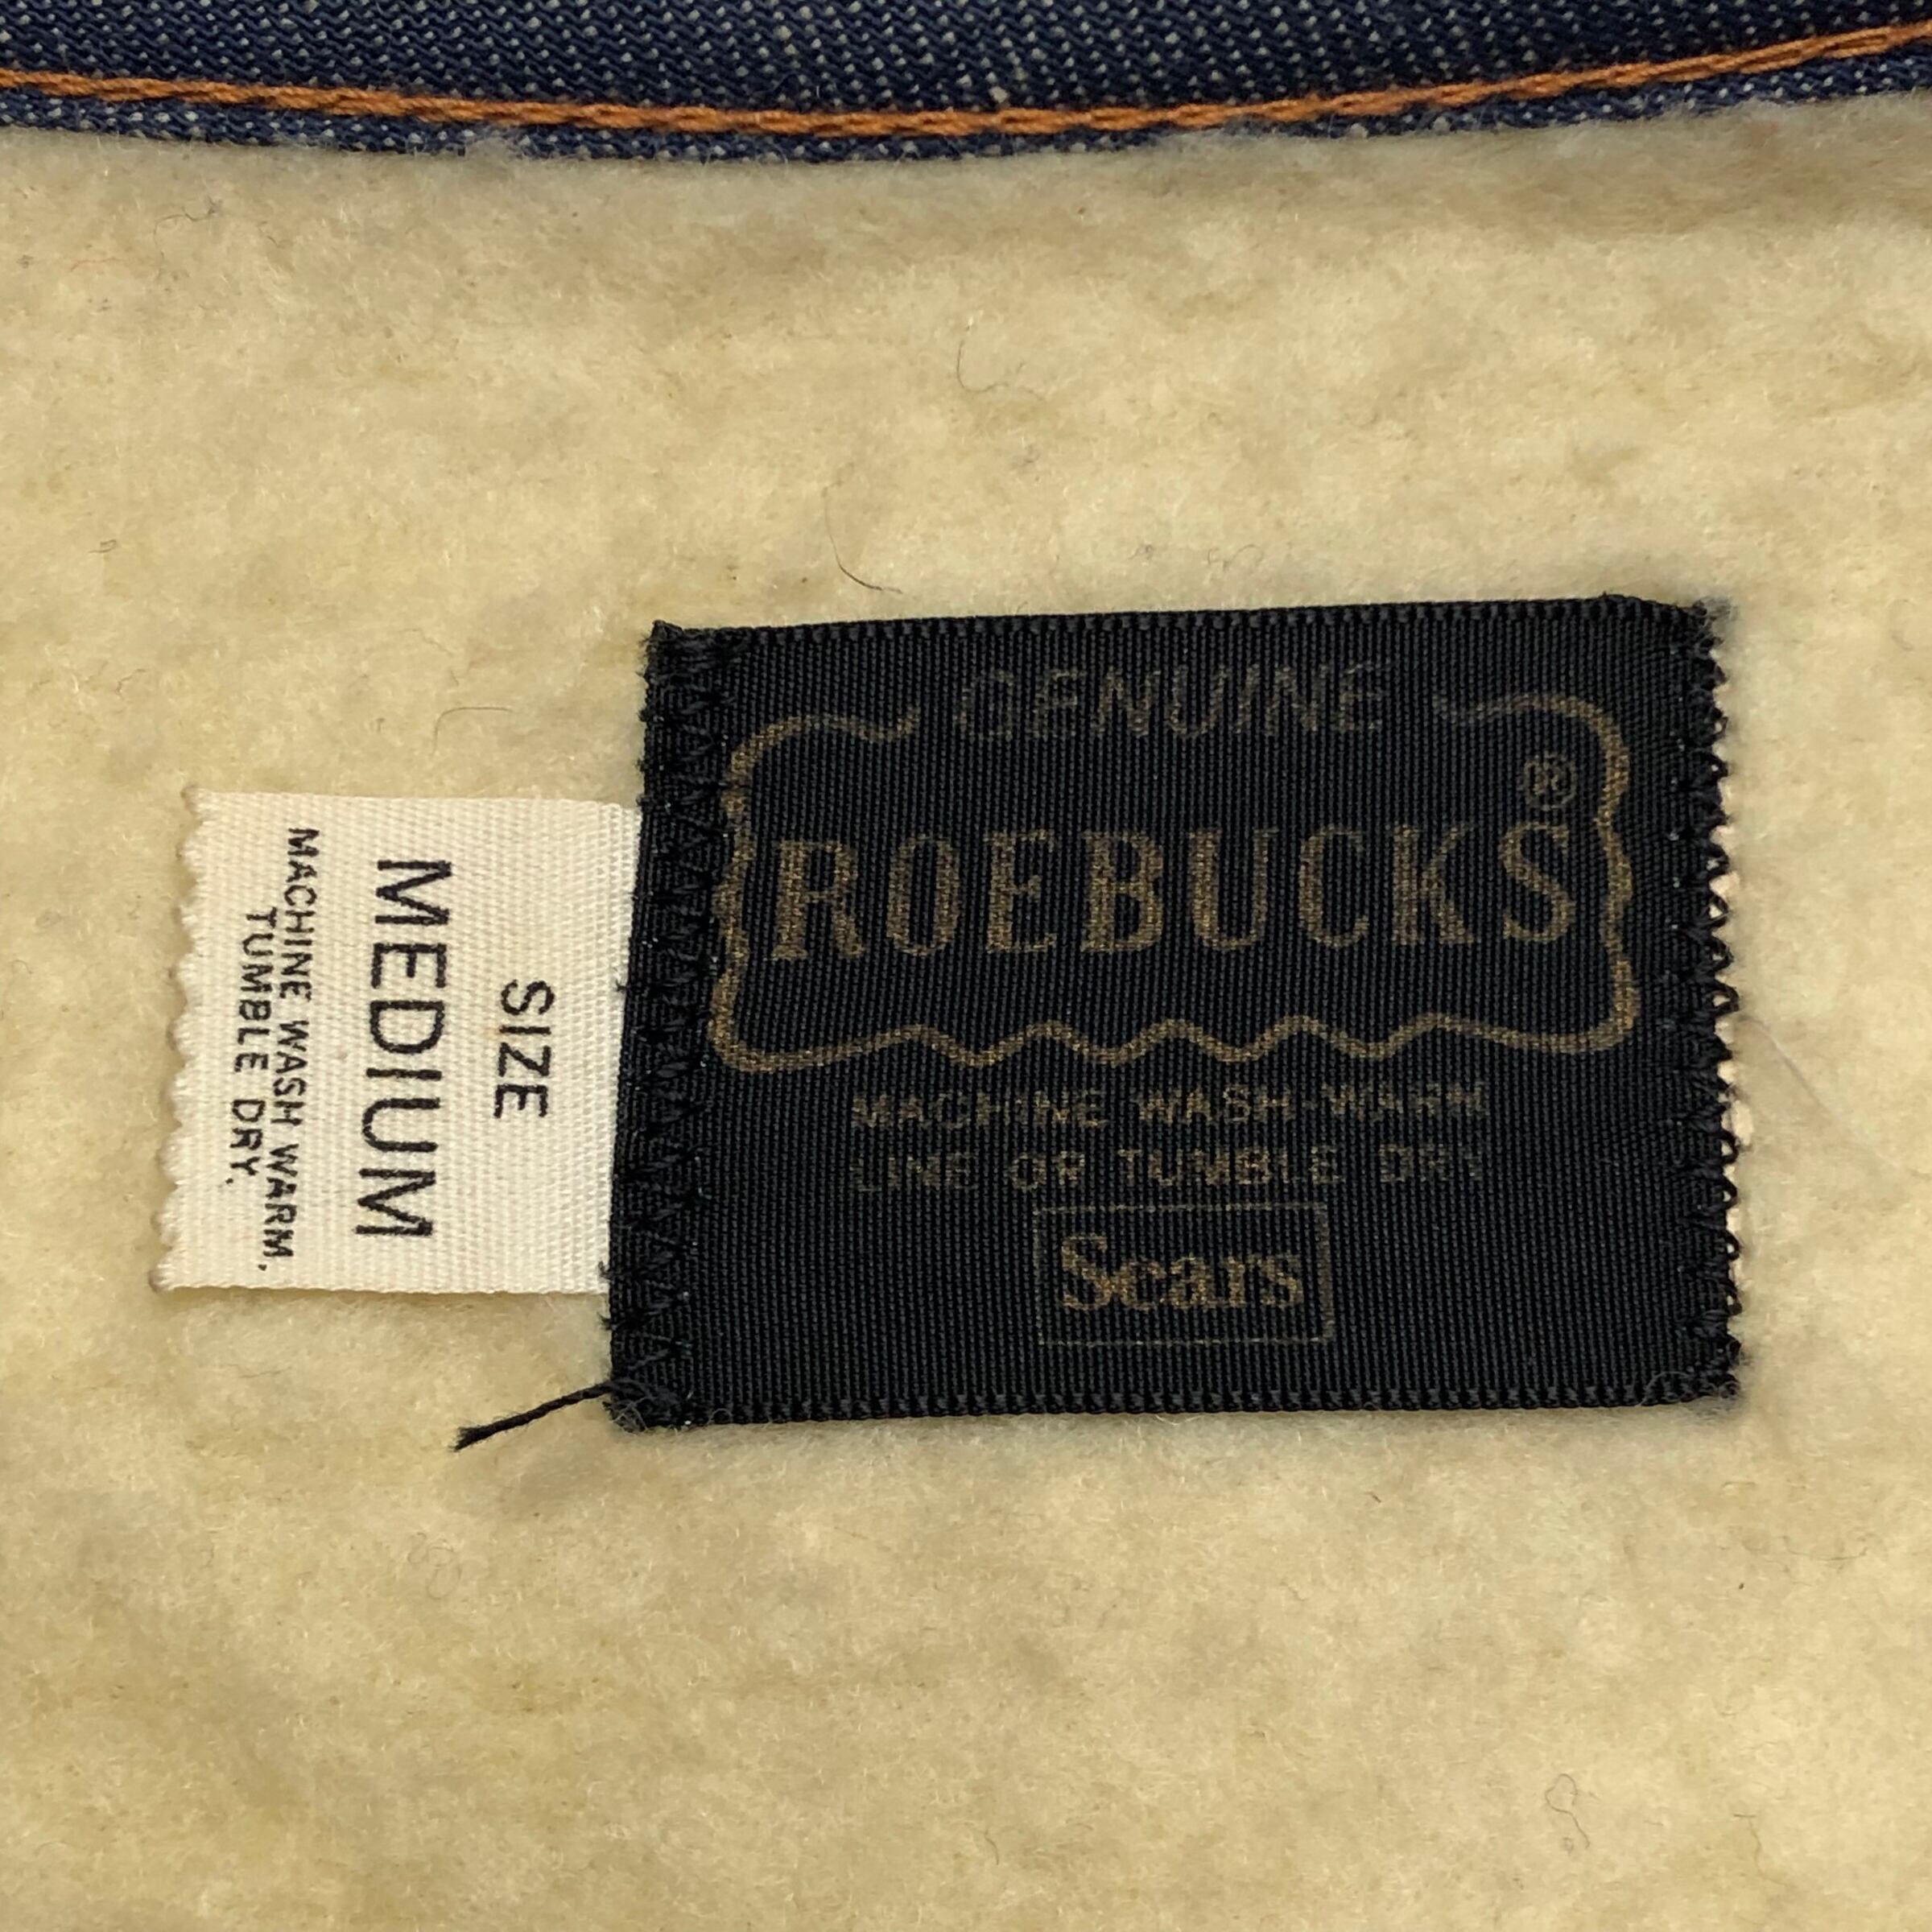 GENUINE
ROEBUCKS®
MACHINE WASH-WARM
LINE OR TUMBLE DRY
Sears
SIZE
MEDIUM
MACHINE WASH WARM,
TUMBLE DRY.